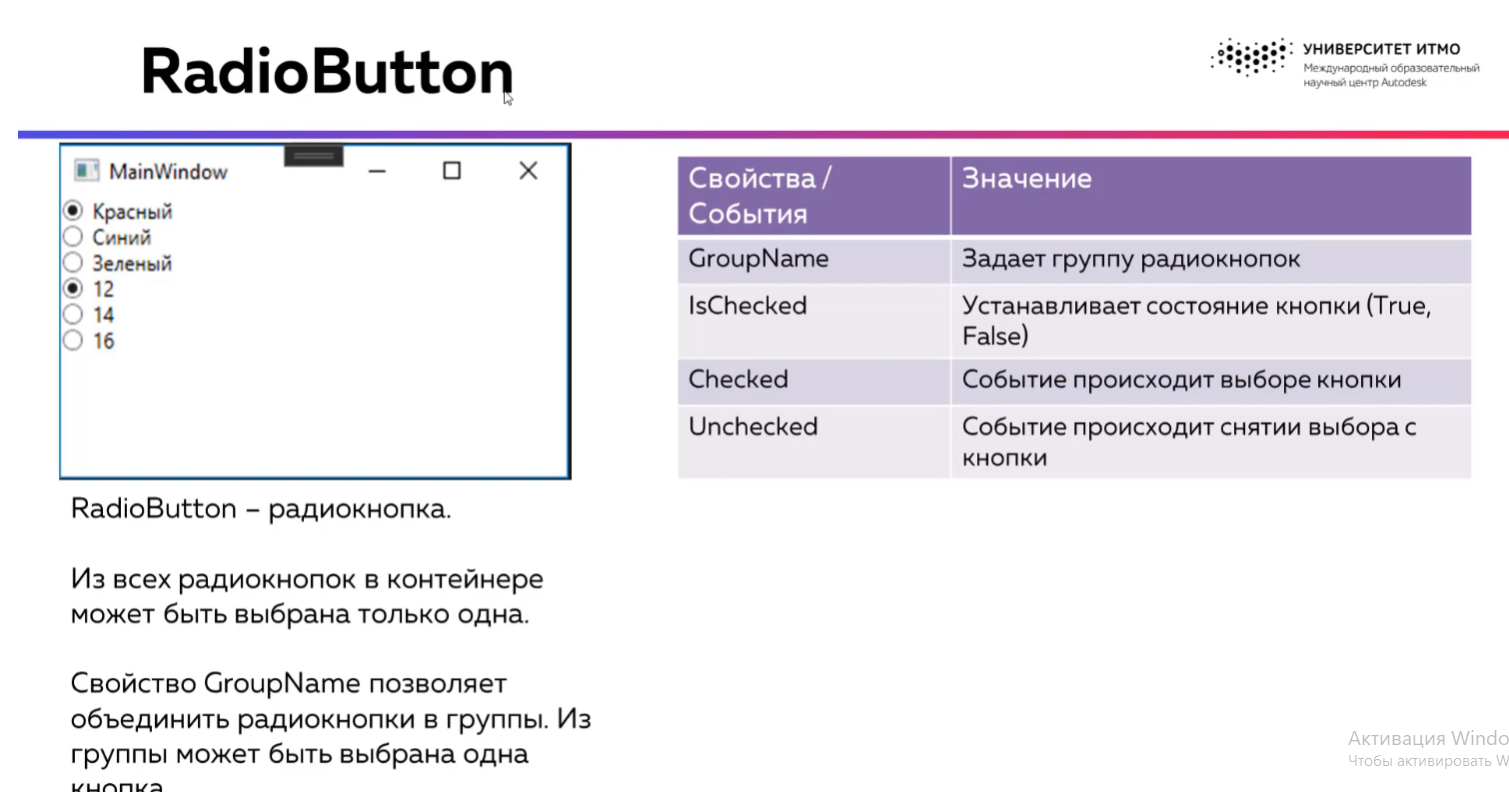 RadioButton
УНИВЕРСИТЕТ ИТМО
Международный образовательный
научный центр Autodesk
MainWindow
Красный
Синий
Зеленый
12
14
16
RadioButton – радиокнопка.
Из всех радиокнопок в контейнере
может быть выбрана только одна.
Свойство GroupName позволяет
объединить радиокнопки в группы. Из
группы может быть выбрана одна
кнопка
Свойства /
События
Значение
GroupName
Задает группу радиокнопок
IsChecked
Устанавливает состояние кнопки (True,
False)
Checked
Событие происходит выборе кнопки
Unchecked
Событие происходит снятии выбора с
кнопки
Активация Windo
Чтобы активировать W